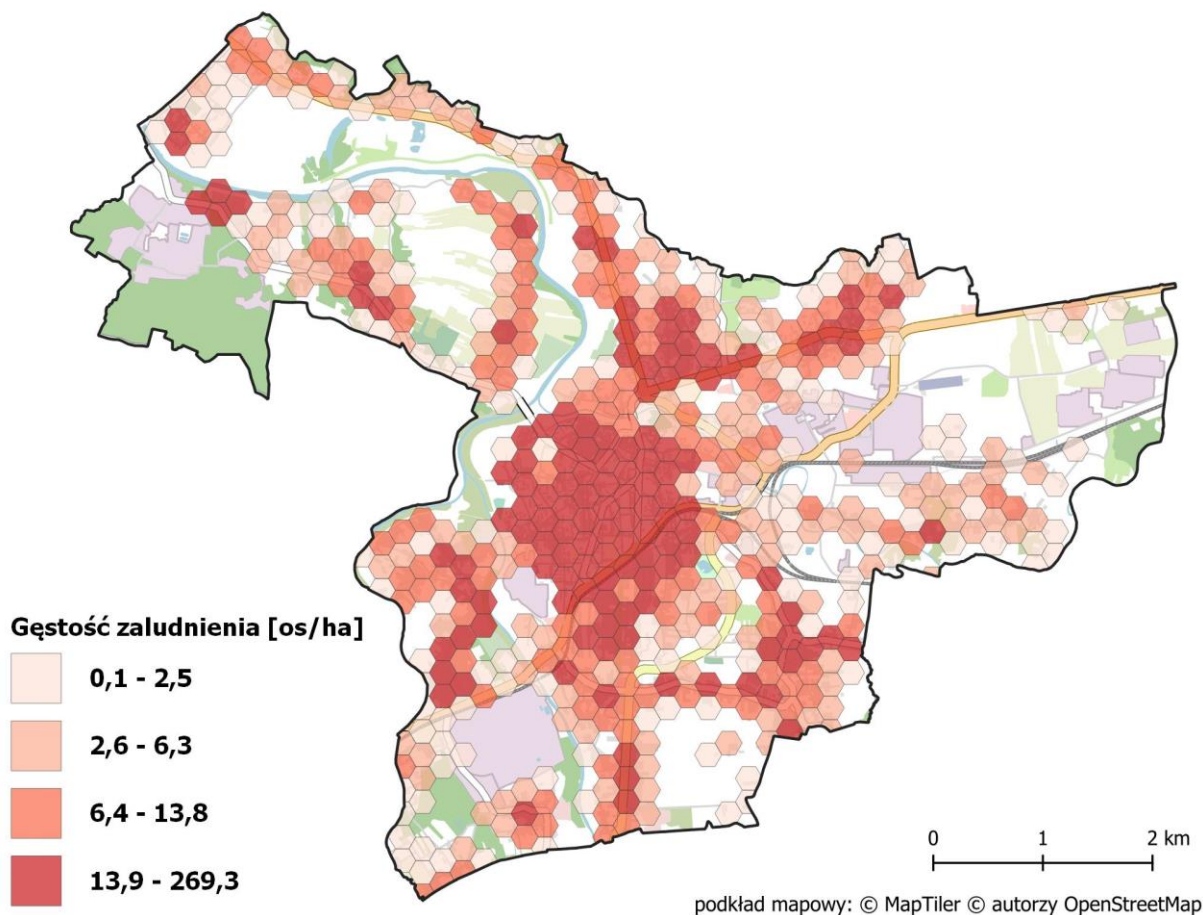 Gęstość zaludnienia [os/ha]
0,1 - 2,5
2,6 - 6,3
6,4 - 13,8
13,9 - 269,3
0 1 2 km
podkład mapowy: © MapTiler © autorzy OpenStreetMap